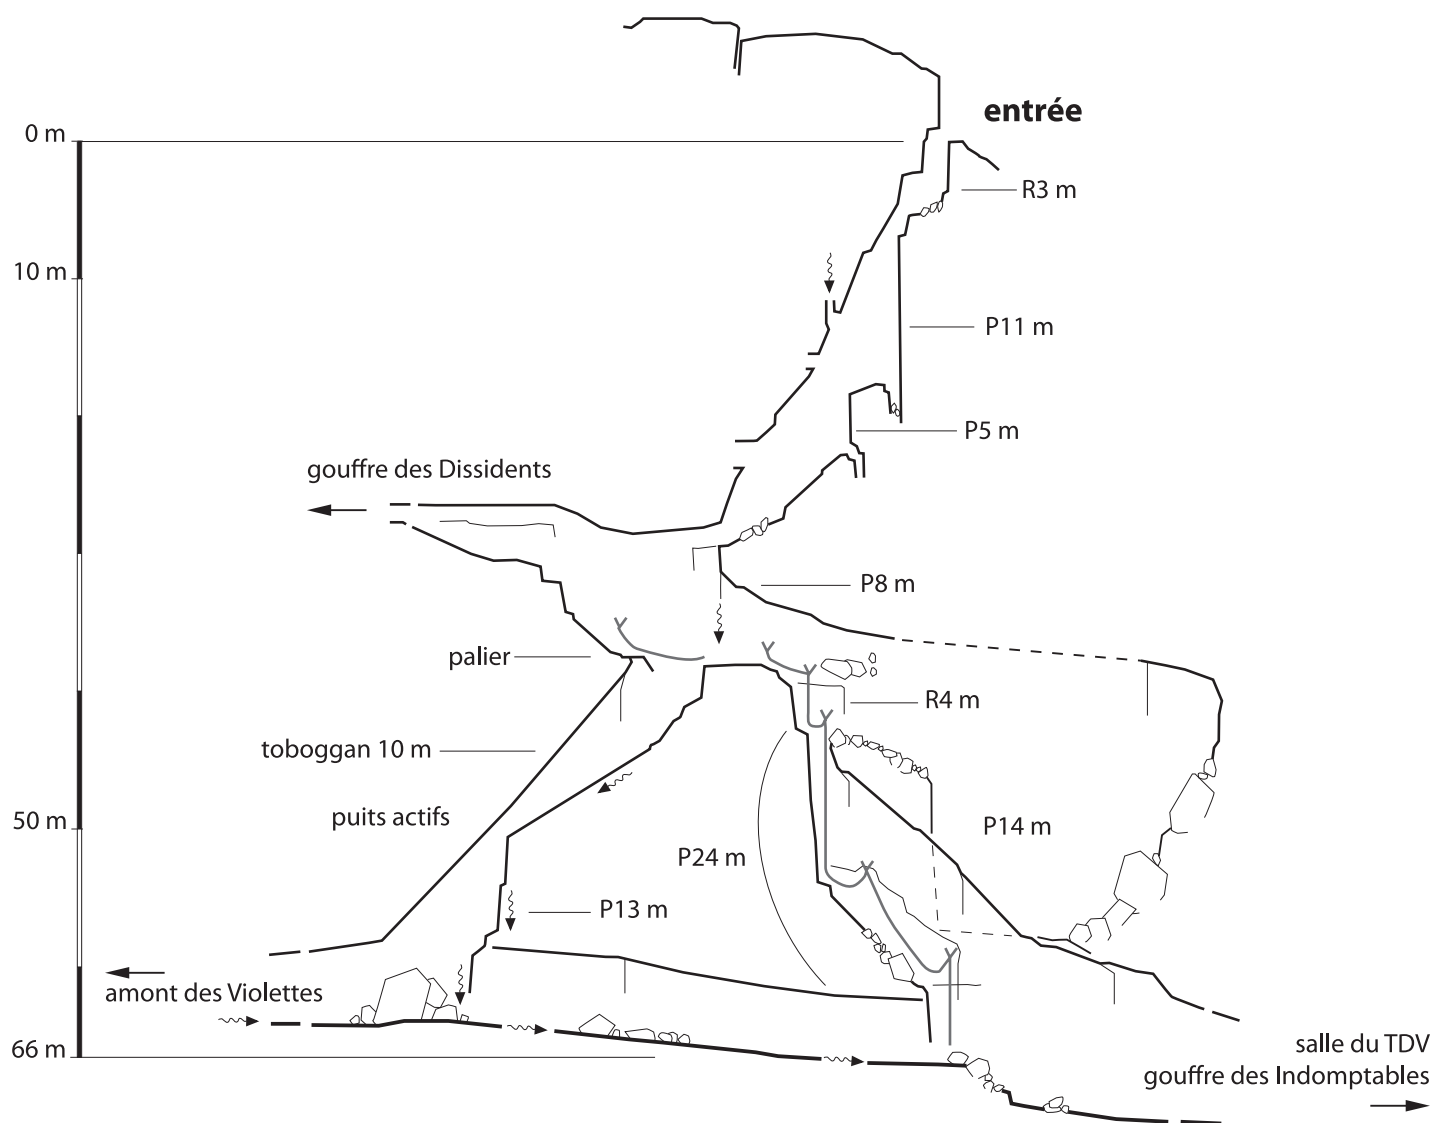 entrée
0 m
R3 m
10 m
P11 m
P5 m
gouffre des Dissidents
P8 m
palier
R4 m
toboggan 10 m
puits actifs
50 m
P14 m
P24 m
P13 m
amont des Violettes
66 m
salle du TDV
gouffre des Indomptables